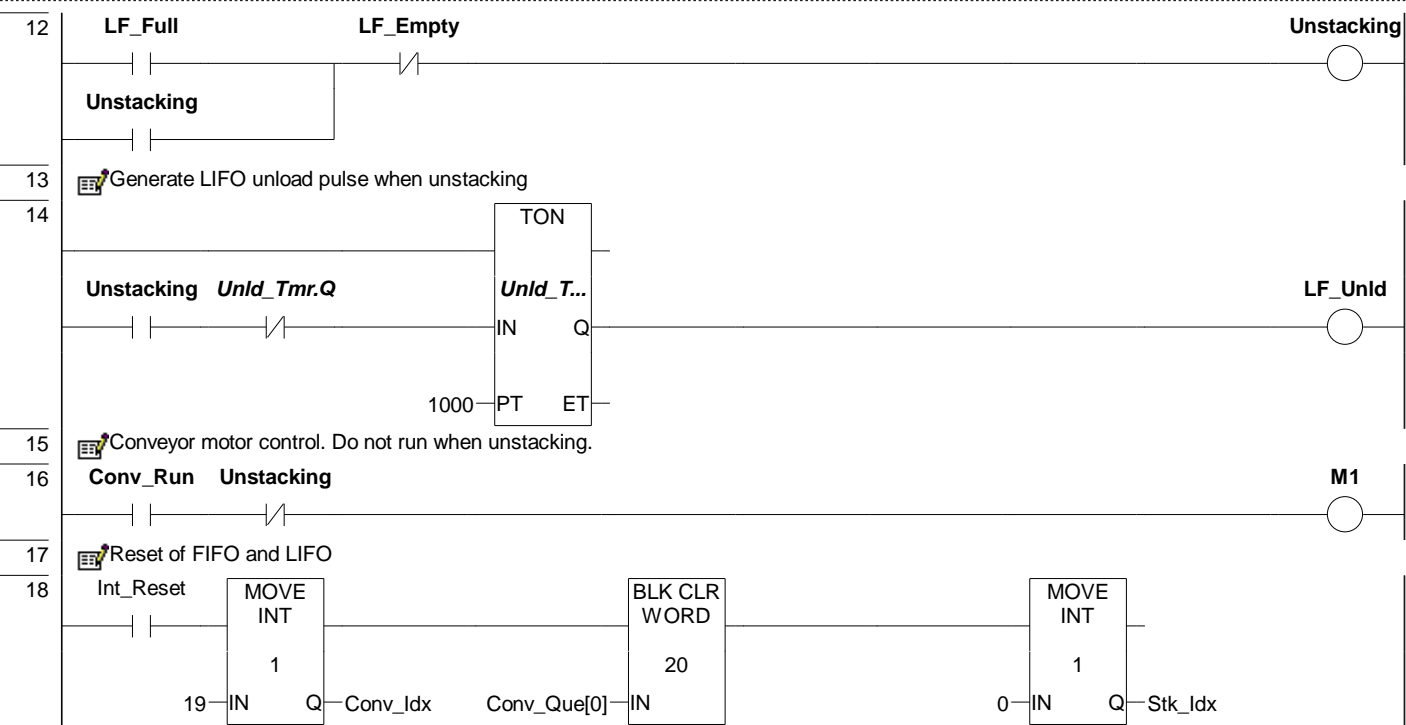 12
LF_Full LF_Empty Unstacking
Unstacking
13 Generate LIFO unload pulse when unstacking
14 TON
Unstacking Unld_Tmr.Q Unld_T... LF_Unld
IN Q
1000 PT ET
15 Conveyor motor control. Do not run when unstacking.
16 Conv_Run Unstacking M1
17 Reset of FIFO and LIFO
18 Int_Reset MOVE BLK CLR MOVE
INT WORD INT
1 20 1
19 IN Q Conv_Idx Conv_Que[0] IN 0 IN Q Stk_Idx